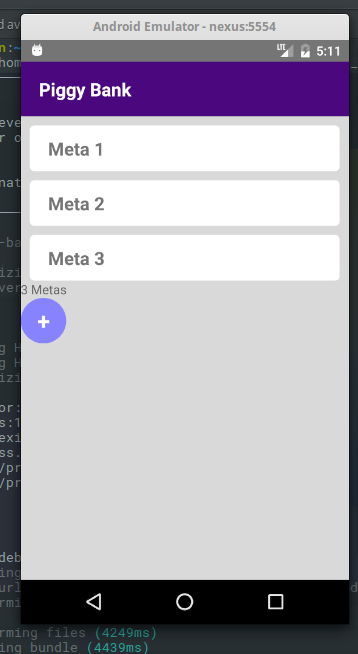 Android Emulator - nexus:5554
LTE 5:11
Piggy Bank
Meta 1
Meta 2
Meta 3
3 Metas
+
rming files (4249ms)
ing bundle (4439ms)